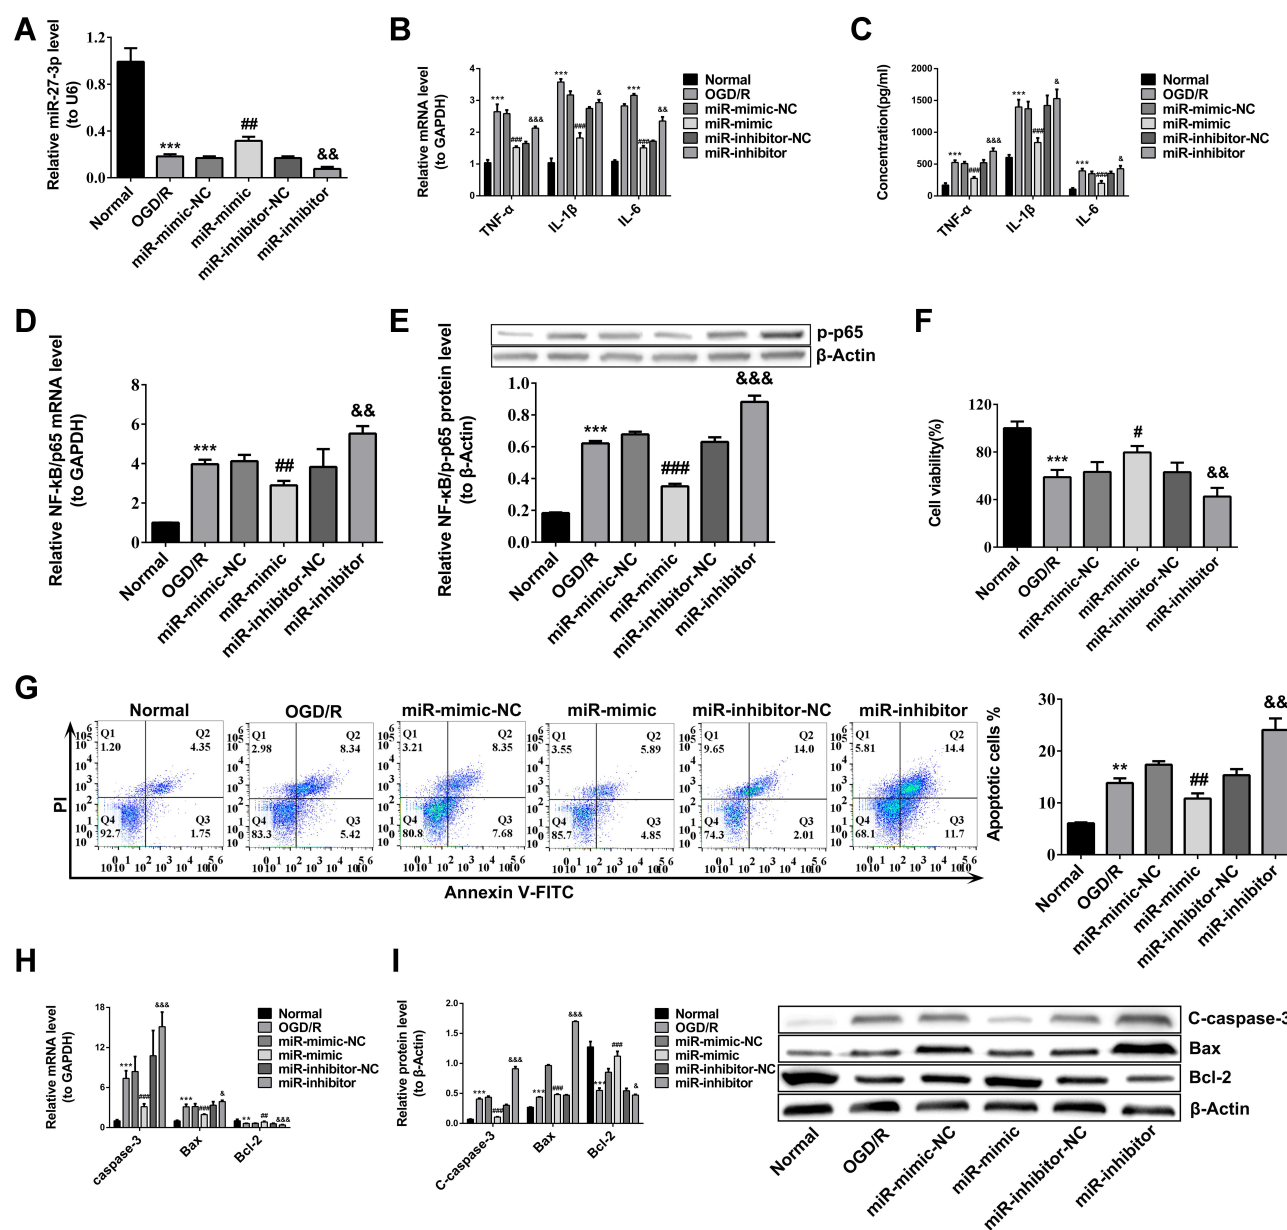 A
Relative miR-27-3p level
(to U6)
1.2
0.8
0.4
0.0
***
##
&&
Normal
OGD/R
miR-mimic-NC
miR-mimic
miR-inhibitor-NC
miR-inhibitor
B
Relative mRNA level
(to GAPDH)
4
3
2
1
0
***
###
&&&
***
###
&
***
###
&&
TNF-α
IL-1β
IL-6
Normal
OGD/R
miR-mimic-NC
miR-mimic
miR-inhibitor-NC
miR-inhibitor
C
Concentration(pg/ml)
2000
1500
1000
500
0
***
###
&&&
***
###
&
***
###
&
TNF-α
IL-1β
IL-6
Normal
OGD/R
miR-mimic-NC
miR-mimic
miR-inhibitor-NC
miR-inhibitor
D
Relative NF-κB/p65 mRNA level
(to GAPDH)
8
6
4
2
0
***
##
&&
Normal
OGD/R
miR-mimic-NC
miR-mimic
miR-inhibitor-NC
miR-inhibitor
E
p-p65
β-Actin
Relative NF-κB/p-p65 protein level
(to β-Actin)
1.0
0.8
0.6
0.4
0.2
0.0
***
###
&&&
Normal
OGD/R
miR-mimic-NC
miR-mimic
miR-inhibitor-NC
miR-inhibitor
F
Cell viability(%)
120
80
40
0
***
#
&&
Normal
OGD/R
miR-mimic-NC
miR-mimic
miR-inhibitor-NC
miR-inhibitor
G
Normal
OGD/R
miR-mimic-NC
miR-mimic
miR-inhibitor-NC
miR-inhibitor
Q1 1.20
Q2 4.35
Q4 92.7
Q3 1.75
Q1 2.98
Q2 8.34
Q4 83.3
Q3 5.42
Q1 3.21
Q2 8.35
Q4 80.8
Q3 7.68
Q1 3.55
Q2 5.89
Q4 85.7
Q3 4.85
Q1 9.65
Q2 14.0
Q4 74.3
Q3 2.01
Q1 5.81
Q2 14.4
Q4 68.1
Q3 11.7
PI
Annexin V-FITC
Apoptotic cells %
30
20
10
0
**
##
&&
Normal
OGD/R
miR-mimic-NC
miR-mimic
miR-inhibitor-NC
miR-inhibitor
H
Relative mRNA level
(to GAPDH)
18
12
6
0
***
###
&&&
***
###
&
**
##
&&&
caspase-3
Bax
Bcl-2
Normal
OGD/R
miR-mimic-NC
miR-mimic
miR-inhibitor-NC
miR-inhibitor
I
Relative protein level
(to β-Actin)
2.0
1.5
1.0
0.5
0.0
***
###
&&&
***
###
&&&
***
###
&
C-caspase-3
Bax
Bcl-2
Normal
OGD/R
miR-mimic-NC
miR-mimic
miR-inhibitor-NC
miR-inhibitor
C-caspase-3
Bax
Bcl-2
β-Actin
Normal
OGD/R
miR-mimic-NC
miR-mimic
miR-inhibitor-NC
miR-inhibitor